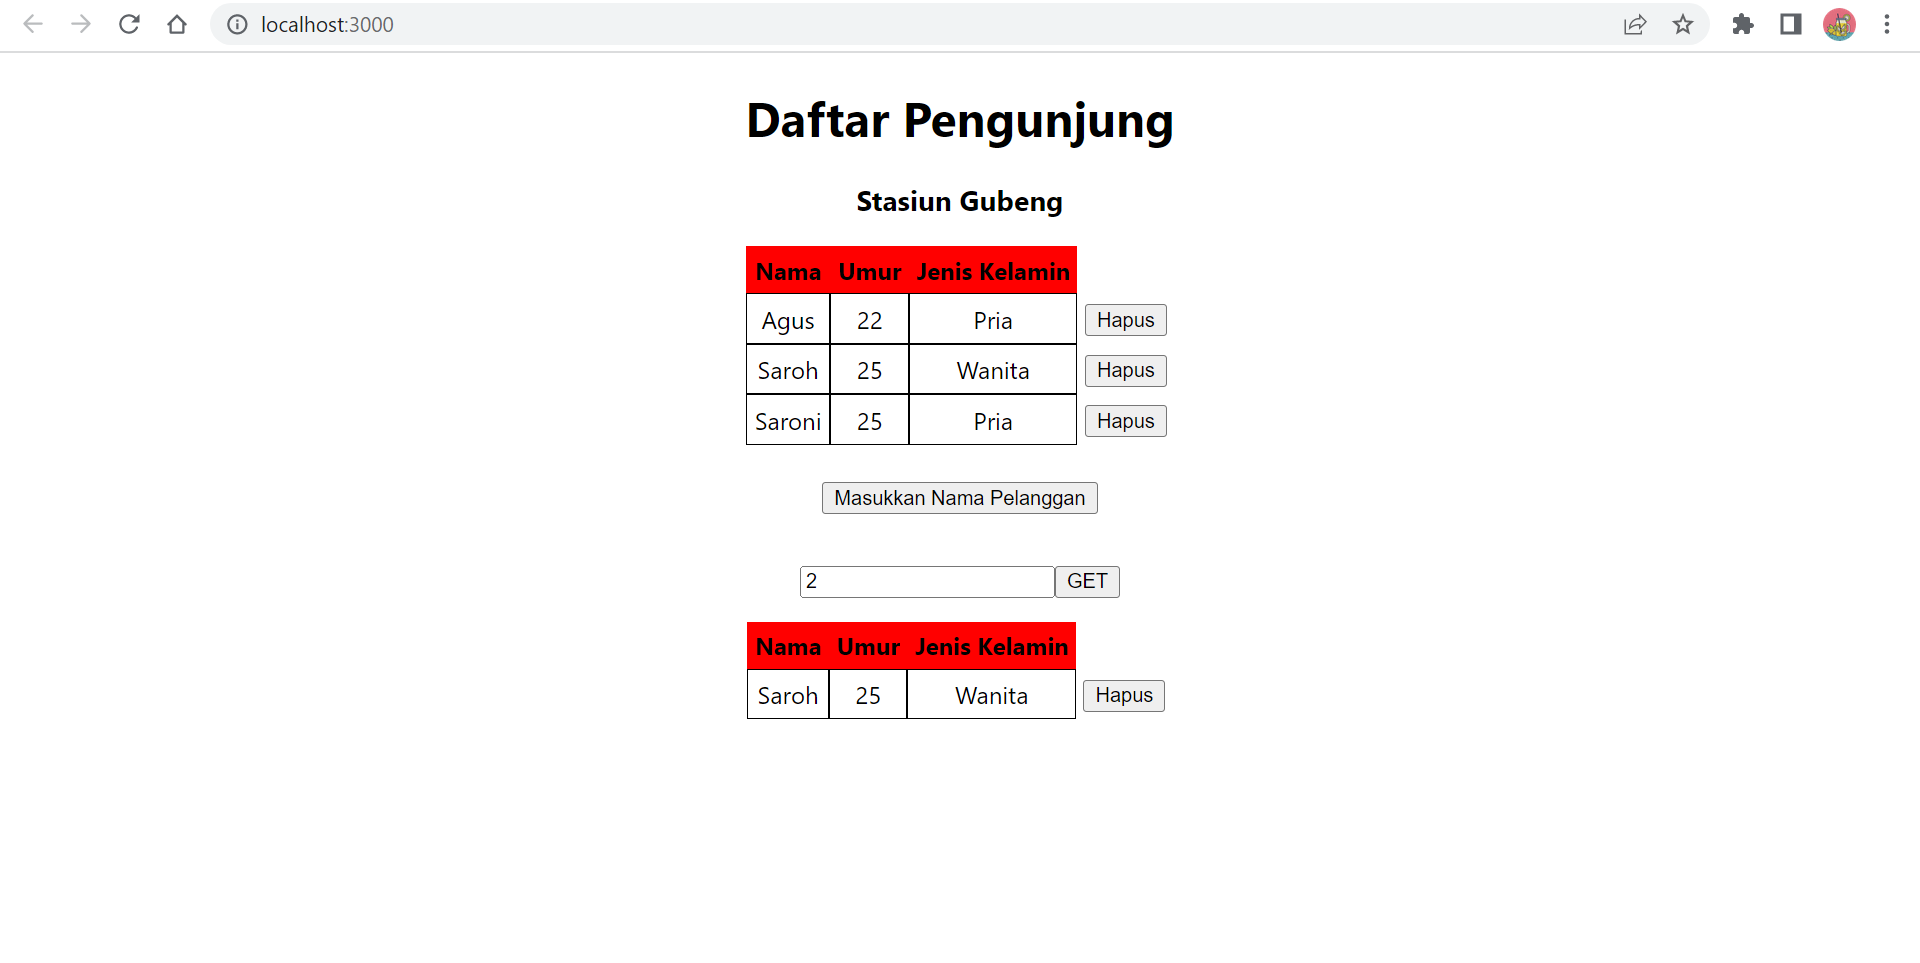 localhost:3000
Daftar Pengunjung
Stasiun Gubeng
Nama Umur Jenis Kelamin
Agus 22 Pria Hapus
Saroh 25 Wanita Hapus
Saroni 25 Pria Hapus
Masukkan Nama Pelanggan
2 GET
Nama Umur Jenis Kelamin
Saroh 25 Wanita Hapus